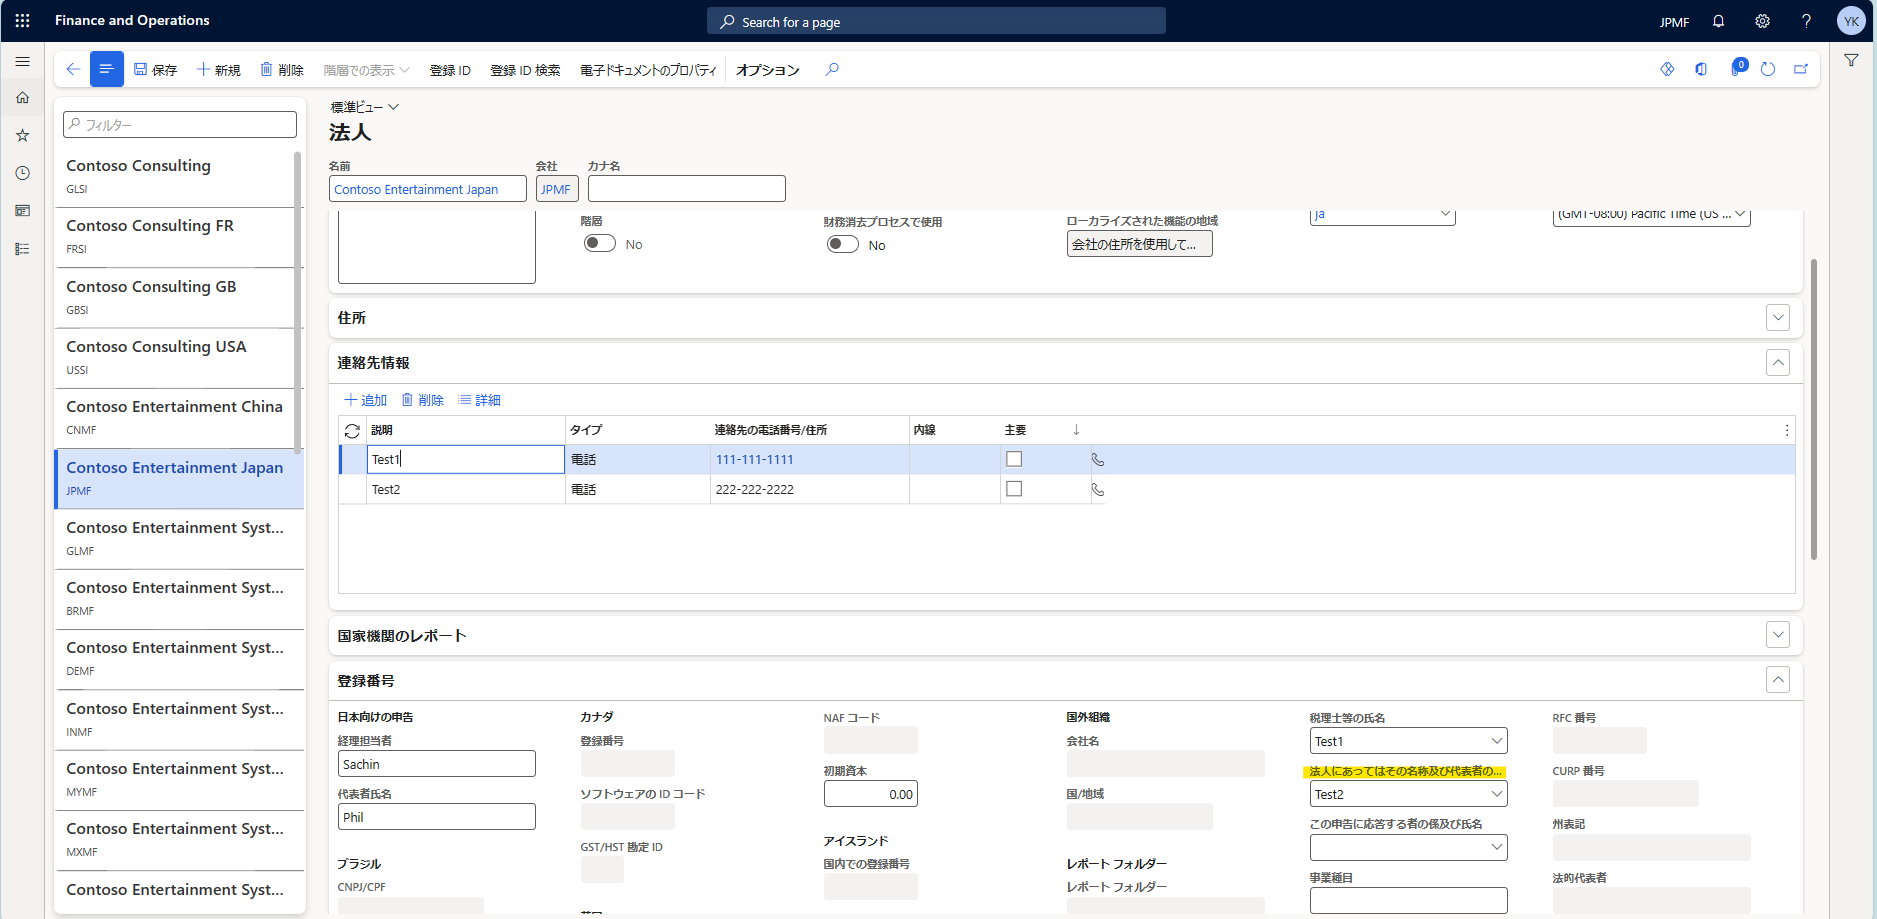 Finance and Operations
Search for a page
JPMF
YK
保存
新規
削除
階層での表示
登録 ID
登録 ID 検索
電子ドキュメントのプロパティ
オプション
0
フィルター
Contoso Consulting
GLSI
Contoso Consulting FR
FRSI
Contoso Consulting GB
GBSI
Contoso Consulting USA
USSI
Contoso Entertainment China
CNMF
Contoso Entertainment Japan
JPMF
Contoso Entertainment Syst...
GLMF
Contoso Entertainment Syst...
BRMF
Contoso Entertainment Syst...
DEMF
Contoso Entertainment Syst...
INMF
Contoso Entertainment Syst...
MYMF
Contoso Entertainment Syst...
MXMF
Contoso Entertainment Syst...
標準ビュー
法人
名前
会社
カナ名
Contoso Entertainment Japan
JPMF
階層
No
財務消去プロセスで使用
No
ローカライズされた機能の地域
会社の住所を使用して...
ja
(GMT-08:00) Pacific Time (US ...
住所
連絡先情報
追加
削除
詳細
説明
タイプ
連絡先の電話番号/住所
内線
主要
Test1
電話
111-111-1111
Test2
電話
222-222-2222
国家機関のレポート
登録番号
日本向けの申告
経理担当者
Sachin
代表者氏名
Phil
ブラジル
CNPJ/CPF
カナダ
登録番号
ソフトウェアの ID コード
GST/HST 勘定 ID
NAF コード
初期資本
0.00
アイスランド
国内での登録番号
国外組織
会社名
国/地域
レポート フォルダー
レポート フォルダー
税理士等の氏名
Test1
法人にあってはその名称及び代表者の...
Test2
この申告に応答する者の係及び氏名
事業種目
RFC 番号
CURP 番号
州表記
法的代表者